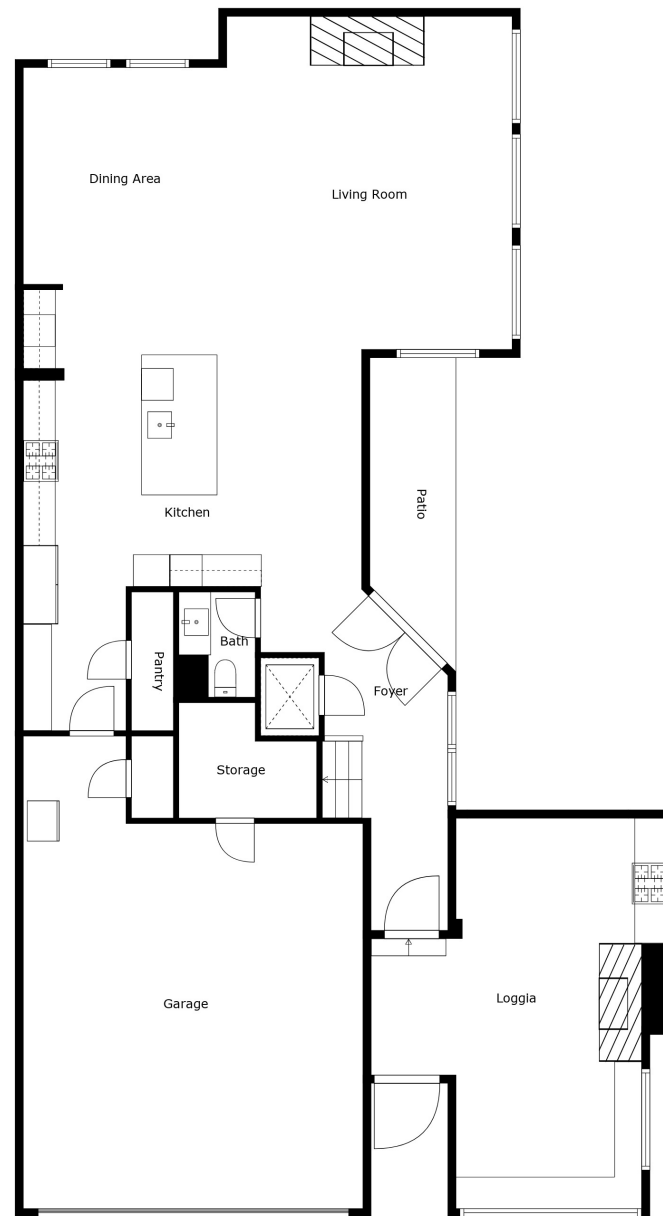 Dining Area
Living Room
Patio
Kitchen
Bath
Pantry
Foyer
Storage
Garage
Loggia